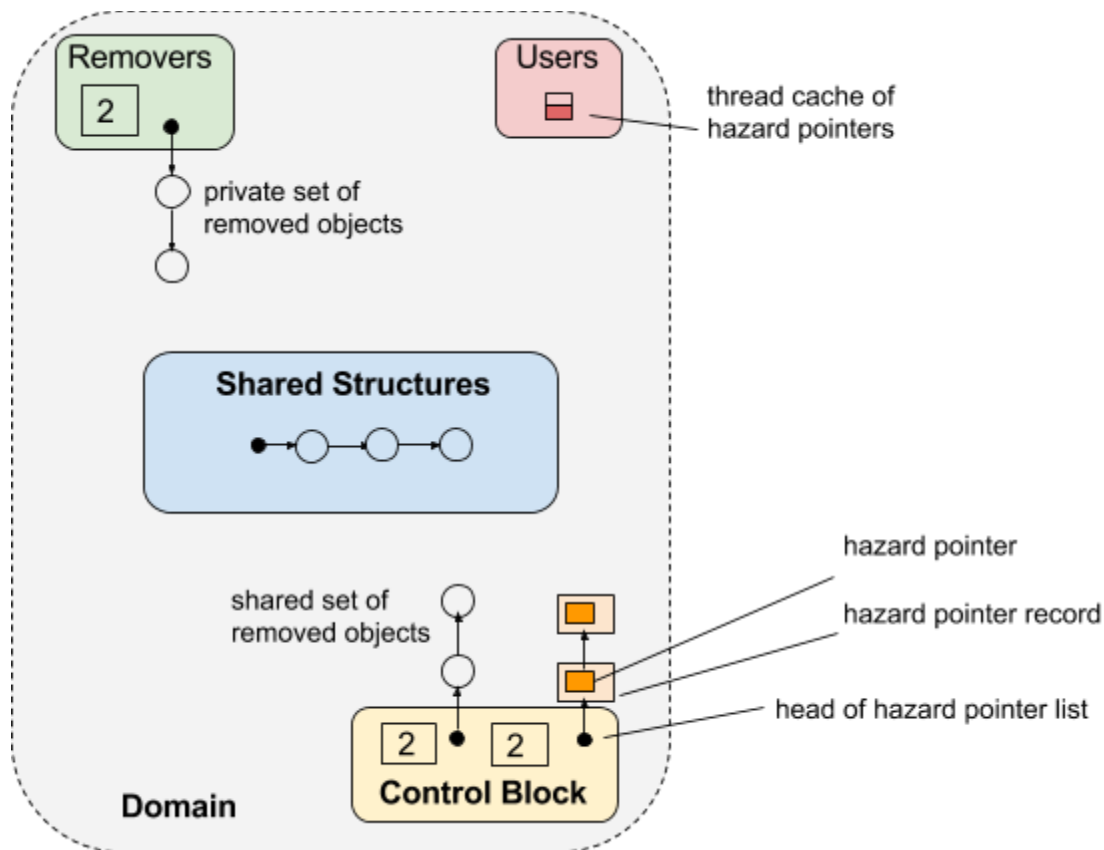 Removers
2
Users
thread cache of
hazard pointers
private set of
removed objects
Shared Structures
hazard pointer
shared set of
removed objects
hazard pointer record
head of hazard pointer list
2
2
Control Block
Domain